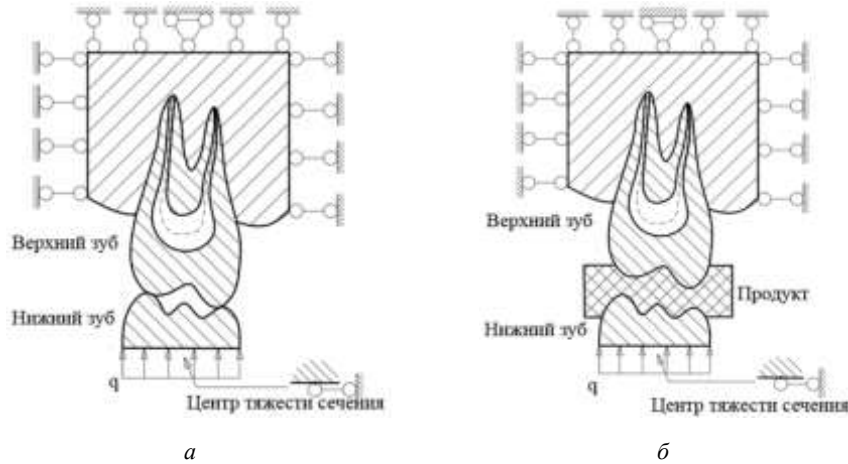 Верхний зуб
Нижний зуб
q
Центр тяжести сечения
а
Верхний зуб
Продукт
Нижний зуб
q
Центр тяжести сечения
б